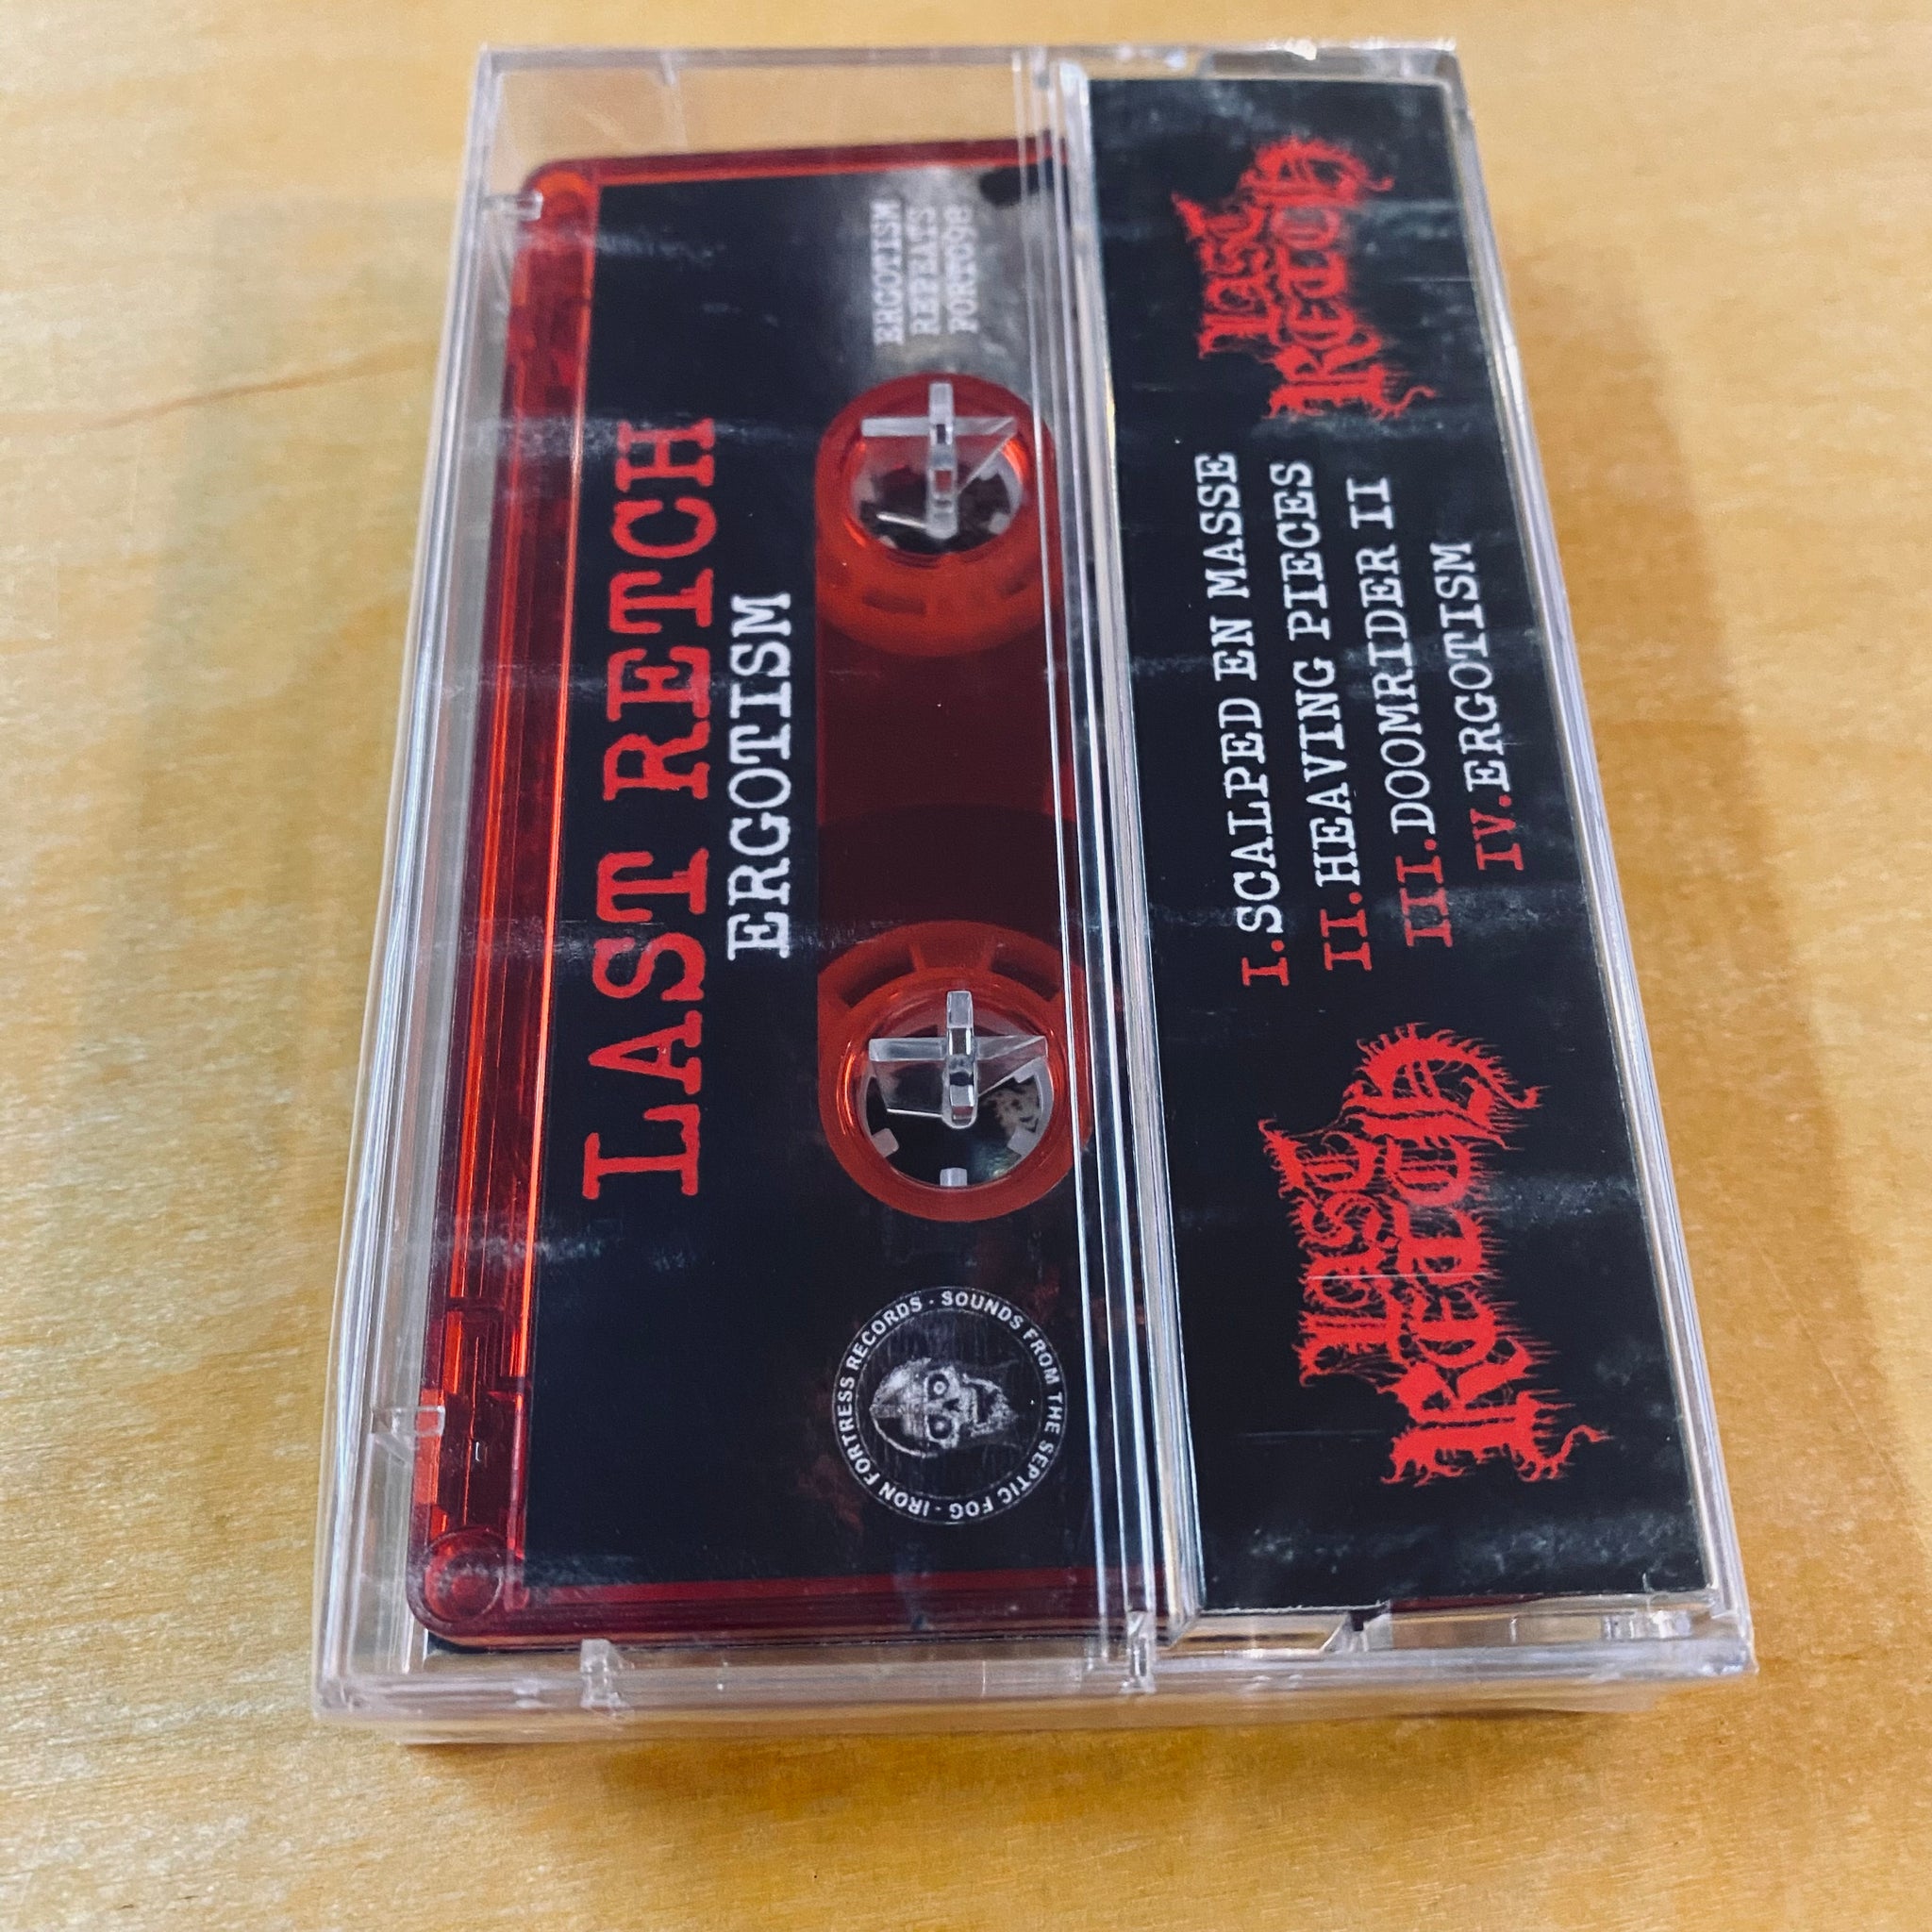 LAST RETCH
ERGOTISM
ERGOTISM
REPEATS
FORT098
IRON FORTRESS RECORDS - SOUNDS FROM THE SEPTIC FOG -
LAST
RETCH
I.SCALPED EN MASSE
II.HEAVING PIECES
III.DOOMRIDER II
IV.ERGOTISM
LAST
RETCH